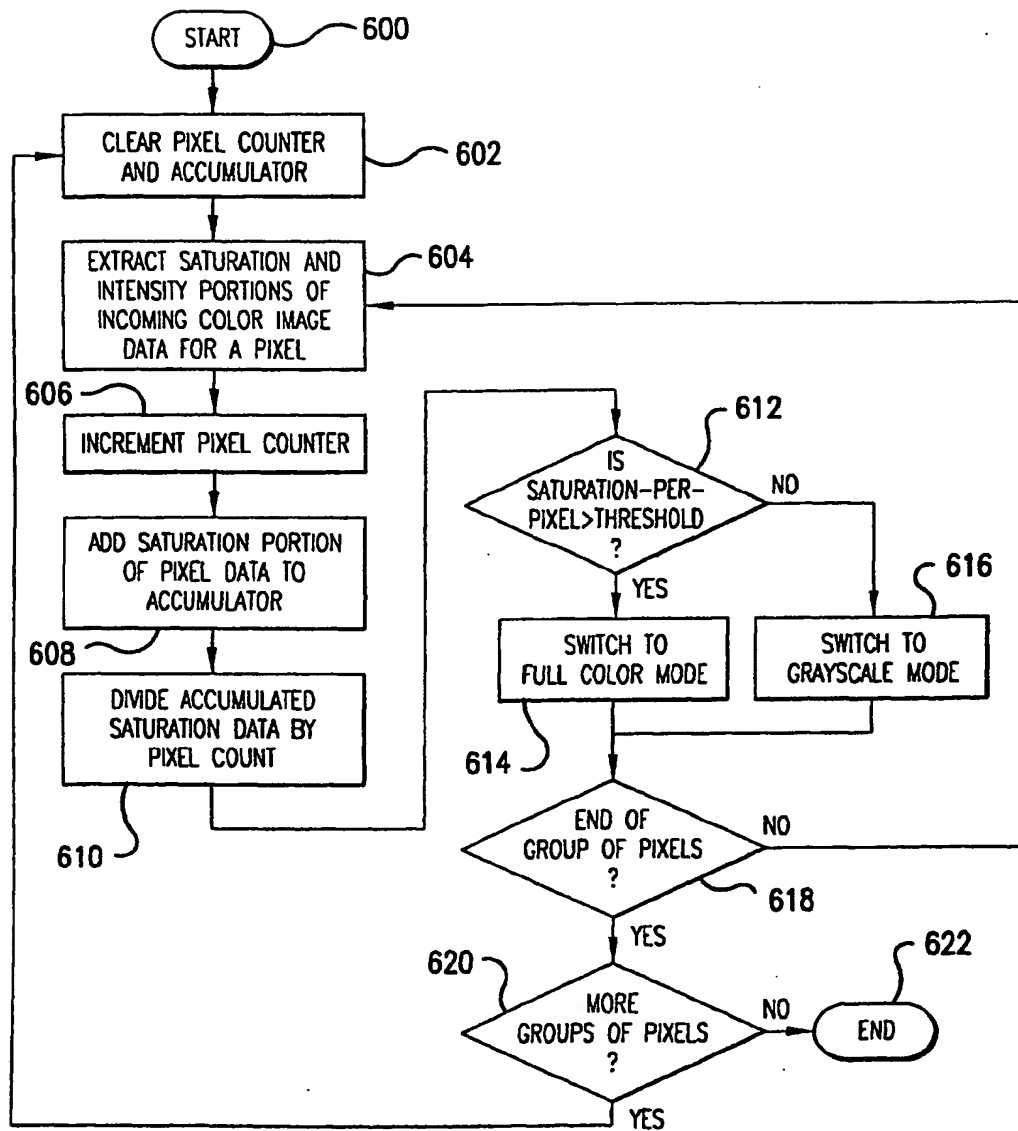 START
600
CLEAR PIXEL COUNTER
AND ACCUMULATOR
602
EXTRACT SATURATION AND
INTENSITY PORTIONS OF
INCOMING COLOR IMAGE
DATA FOR A PIXEL
604
606
INCREMENT PIXEL COUNTER
ADD SATURATION PORTION
OF PIXEL DATA TO
ACCUMULATOR
608
DIVIDE ACCUMULATED
SATURATION DATA BY
PIXEL COUNT
610
612
IS
SATURATION-PER-
PIXEL>THRESHOLD
?
NO
YES
616
SWITCH TO
FULL COLOR MODE
SWITCH TO
GRAYSCALE MODE
614
END OF
GROUP OF PIXELS
?
NO
618
YES
620
622
MORE
GROUPS OF PIXELS
?
NO
END
YES